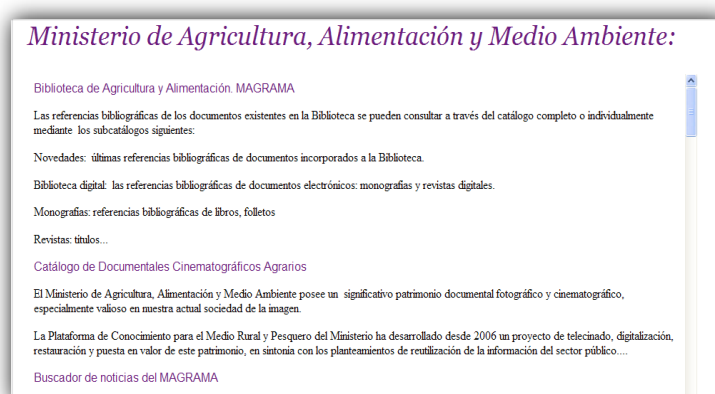 Ministerio de Agricultura, Alimentación y Medio Ambiente:
Biblioteca de Agricultura y Alimentación. MAGRAMA
Las referencias bibliográficas de los documentos existentes en la Biblioteca se pueden consultar a través del catálogo completo o individualmente
mediante los subcatálogos siguientes:
Novedades: últimas referencias bibliográficas de documentos incorporados a la Biblioteca.
Biblioteca digital: las referencias bibliográficas de documentos electrónicos: monografías y revistas digitales.
Monografías: referencias bibliográficas de libros, folletos
Revistas: títulos...
Catálogo de Documentales Cinematográficos Agrarios
El Ministerio de Agricultura, Alimentación y Medio Ambiente posee un significativo patrimonio documental fotográfico y cinematográfico,
especialmente valioso en nuestra actual sociedad de la imagen.
La Plataforma de Conocimiento para el Medio Rural y Pesquero del Ministerio ha desarrollado desde 2006 un proyecto de telecinado, digitalización,
restauración y puesta en valor de este patrimonio, en sintonía con los planteamientos de reutilización de la información del sector público....
Buscador de noticias del MAGRAMA